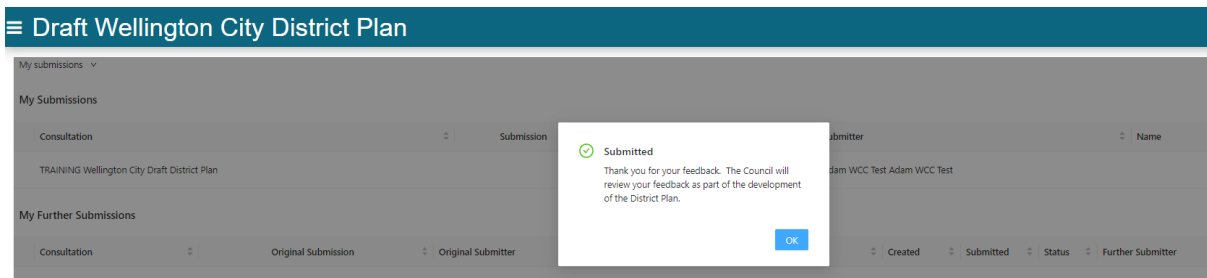 Draft Wellington City District Plan
My submissions
My Submissions
Consultation Submission ubmitter Name
TRAINING Wellington City Draft District Plan dam WCC Test Adam WCC Test
Submitted
Thank you for your feedback. The Council will
review your feedback as part of the development
of the District Plan.
OK
My Further Submissions
Consultation Original Submission Original Submitter Created Submitted Status Further Submitter